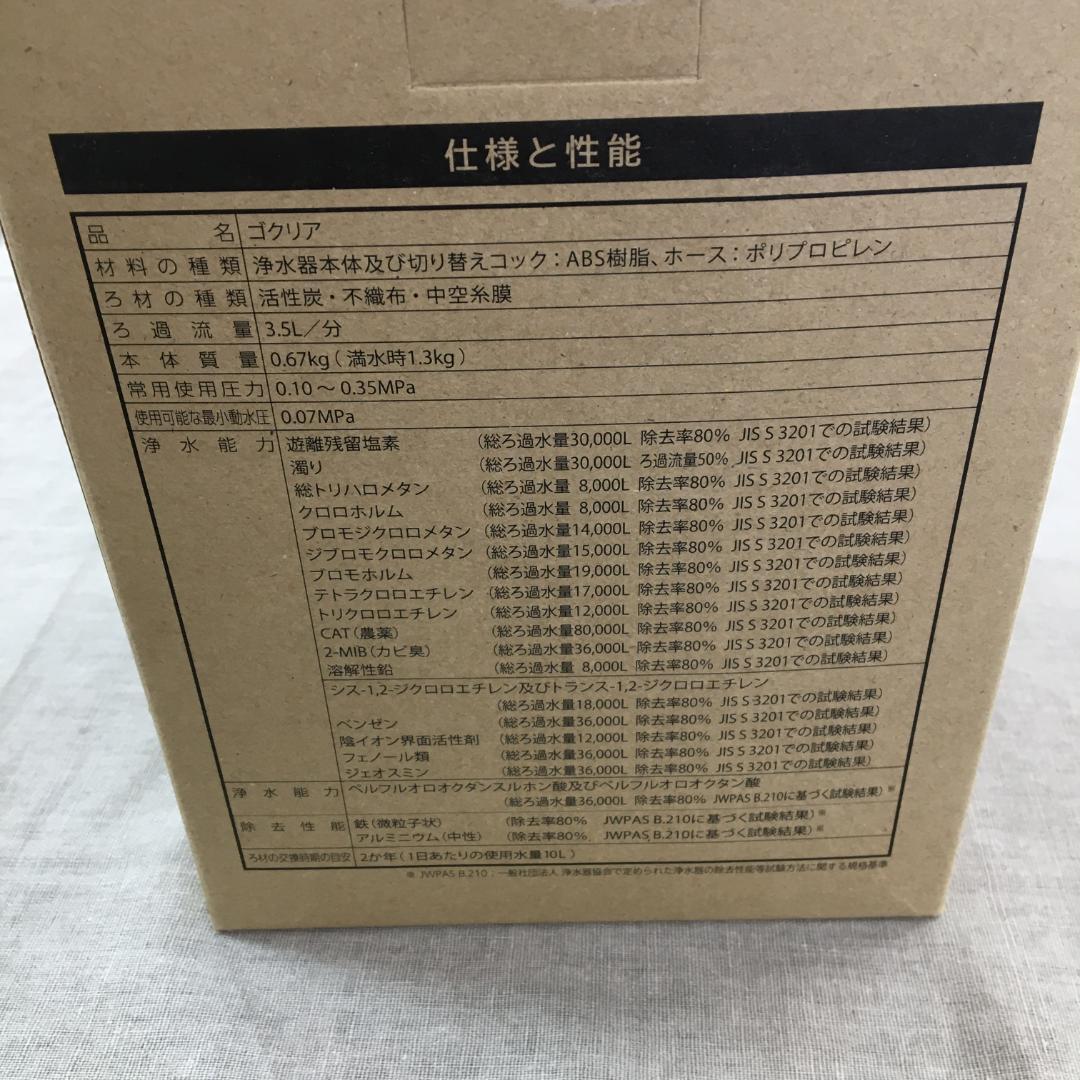 仕様と性能
品名 ゴクリア
材料の種類 浄水器本体及び切り替えコック：ABS樹脂、ホース：ポリプロピレン
ろ材の種類 活性炭・不織布・中空糸膜
ろ過流量 3.5L／分
本体質量 0.67kg（満水時1.3kg）
常用使用圧力 0.10～0.35MPa
使用可能な最小動水圧 0.07MPa
浄水能力 遊離残留塩素 （総ろ過水量30,000L 除去率80% JIS S 3201での試験結果）
濁り （総ろ過水量30,000L ろ過流量50% JIS S 3201での試験結果）
総トリハロメタン （総ろ過水量 8,000L 除去率80% JIS S 3201での試験結果）
クロロホルム （総ろ過水量 8,000L 除去率80% JIS S 3201での試験結果）
ブロモジクロロメタン （総ろ過水量14,000L 除去率80% JIS S 3201での試験結果）
ジブロモクロロメタン （総ろ過水量15,000L 除去率80% JIS S 3201での試験結果）
ブロモホルム （総ろ過水量19,000L 除去率80% JIS S 3201での試験結果）
テトラクロロエチレン （総ろ過水量17,000L 除去率80% JIS S 3201での試験結果）
トリクロロエチレン （総ろ過水量12,000L 除去率80% JIS S 3201での試験結果）
CAT（農薬） （総ろ過水量80,000L 除去率80% JIS S 3201での試験結果）
2-MIB（カビ臭） （総ろ過水量36,000L 除去率80% JIS S 3201での試験結果）
溶解性鉛 （総ろ過水量 8,000L 除去率80% JIS S 3201での試験結果）
シス-1,2-ジクロロエチレン及びトランス-1,2-ジクロロエチレン
（総ろ過水量18,000L 除去率80% JIS S 3201での試験結果）
ベンゼン （総ろ過水量36,000L 除去率80% JIS S 3201での試験結果）
陰イオン界面活性剤 （総ろ過水量12,000L 除去率80% JIS S 3201での試験結果）
フェノール類 （総ろ過水量36,000L 除去率80% JIS S 3201での試験結果）
ジェオスミン （総ろ過水量36,000L 除去率80% JIS S 3201での試験結果）
浄水能力 ペルフルオロオクタンスルホン酸及びペルフルオロオクタン酸
（総ろ過水量36,000L 除去率80% JWPAS B.210に基づく試験結果）※
除去性能 鉄（微粒子状） （除去率80% JWPAS B.210に基づく試験結果）※
アルミニウム（中性） （除去率80% JWPAS B.210に基づく試験結果）※
ろ材の交換時期の目安 2か年（1日あたりの使用水量10L）
※ JWPAS B.210：一般社団法人 浄水器協会で定められた浄水器の除去性能等試験方法に関する規格基準